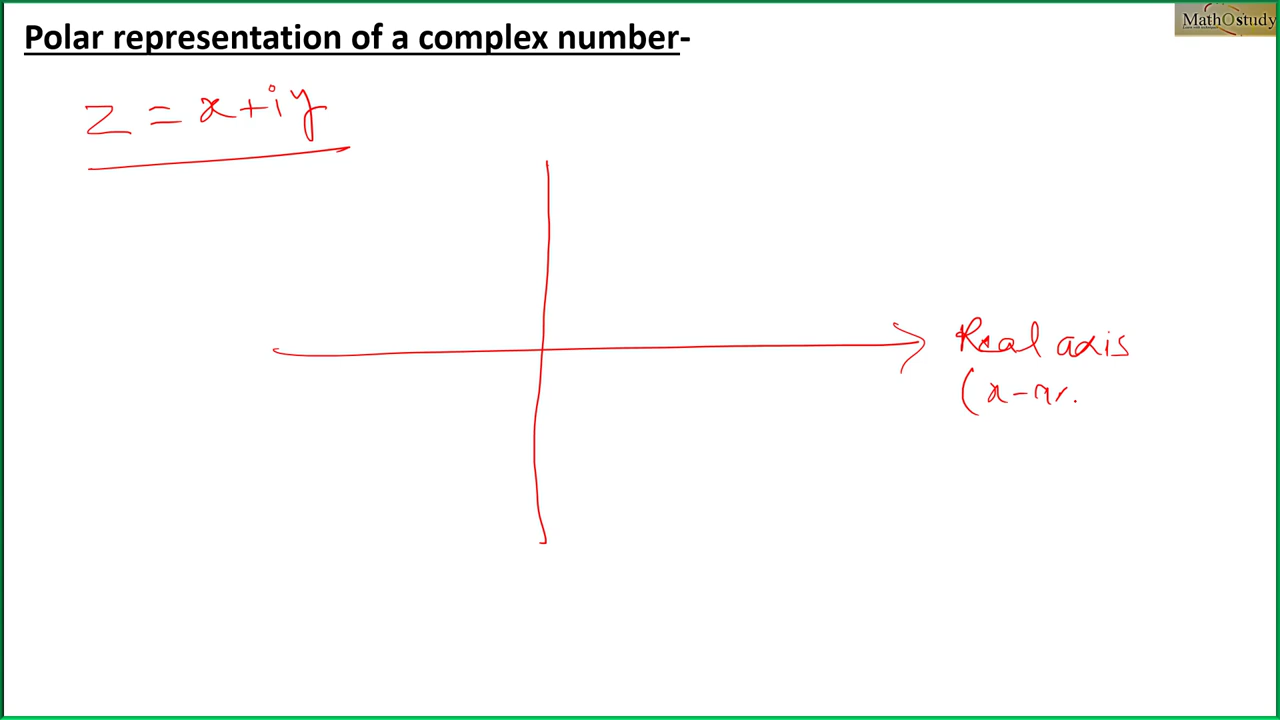 Polar representation of a complex number-
MathOstudy
z = x+iy
Real axis
(x-